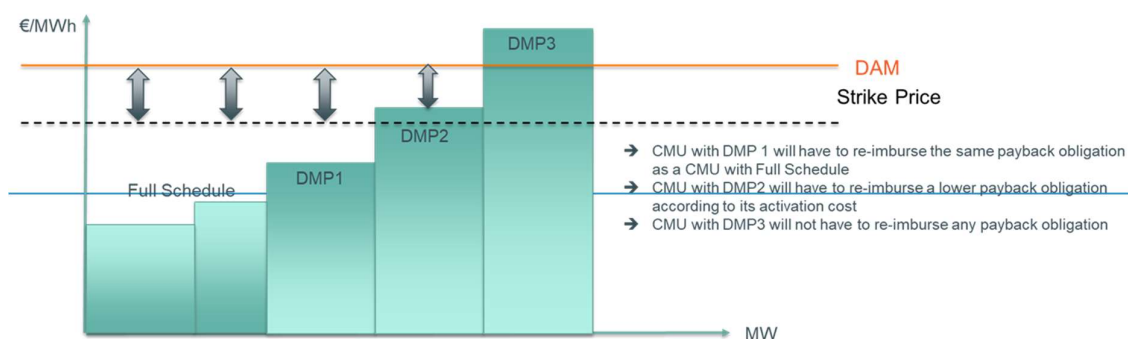 €/MWh
DMP3
DAM
Strike Price
DMP2
DMP1
Full Schedule
➔ CMU with DMP 1 will have to re-imburse the same payback obligation
as a CMU with Full Schedule
➔ CMU with DMP2 will have to re-imburse a lower payback obligation
according to its activation cost
➔ CMU with DMP3 will not have to re-imburse any payback obligation
MW